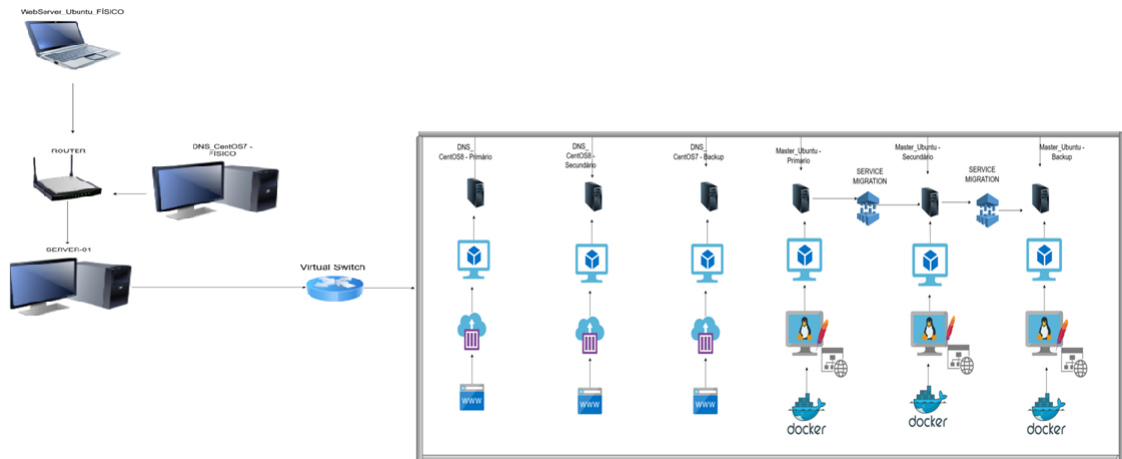 WebServer_Ubuntu_FÍSICO
ROUTER
DNS_CentOS7 -
FÍSICO
SERVER-01
Virtual Switch
DNS_
CentOS8 - Primário
DNS_
CentOS8 -
Secundário
DNS_
CentOS7 - Backup
Master_Ubuntu -
Primario
Master_Ubuntu -
Secundário
Master_Ubuntu -
Backup
SERVICE
MIGRATION
SERVICE
MIGRATION
WWW
WWW
WWW
docker
docker
docker